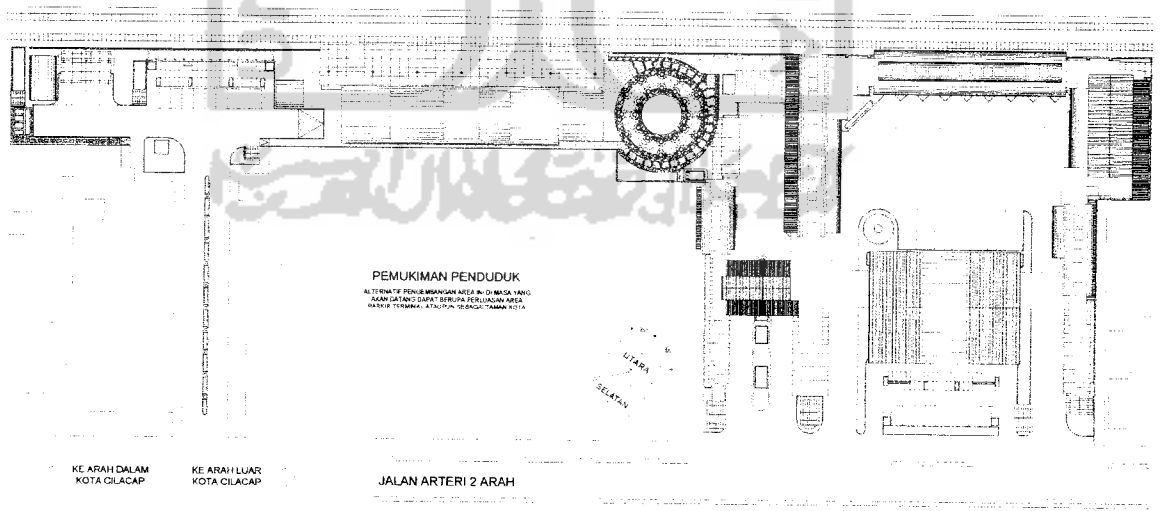 PEMUKIMAN PENDUDUK
ALTERNATIF PENGEMBANGAN AREA INI DI MASA YANG
AKAN DATANG DAPAT BERUPA PERLUASAN AREA
PARKIR TERMINAL ATAUPUN SEBAGAI TAMAN KOTA
UTARA
SELATAN
KE ARAH DALAM
KOTA CILACAP
KE ARAH LUAR
KOTA CILACAP
JALAN ARTERI 2 ARAH